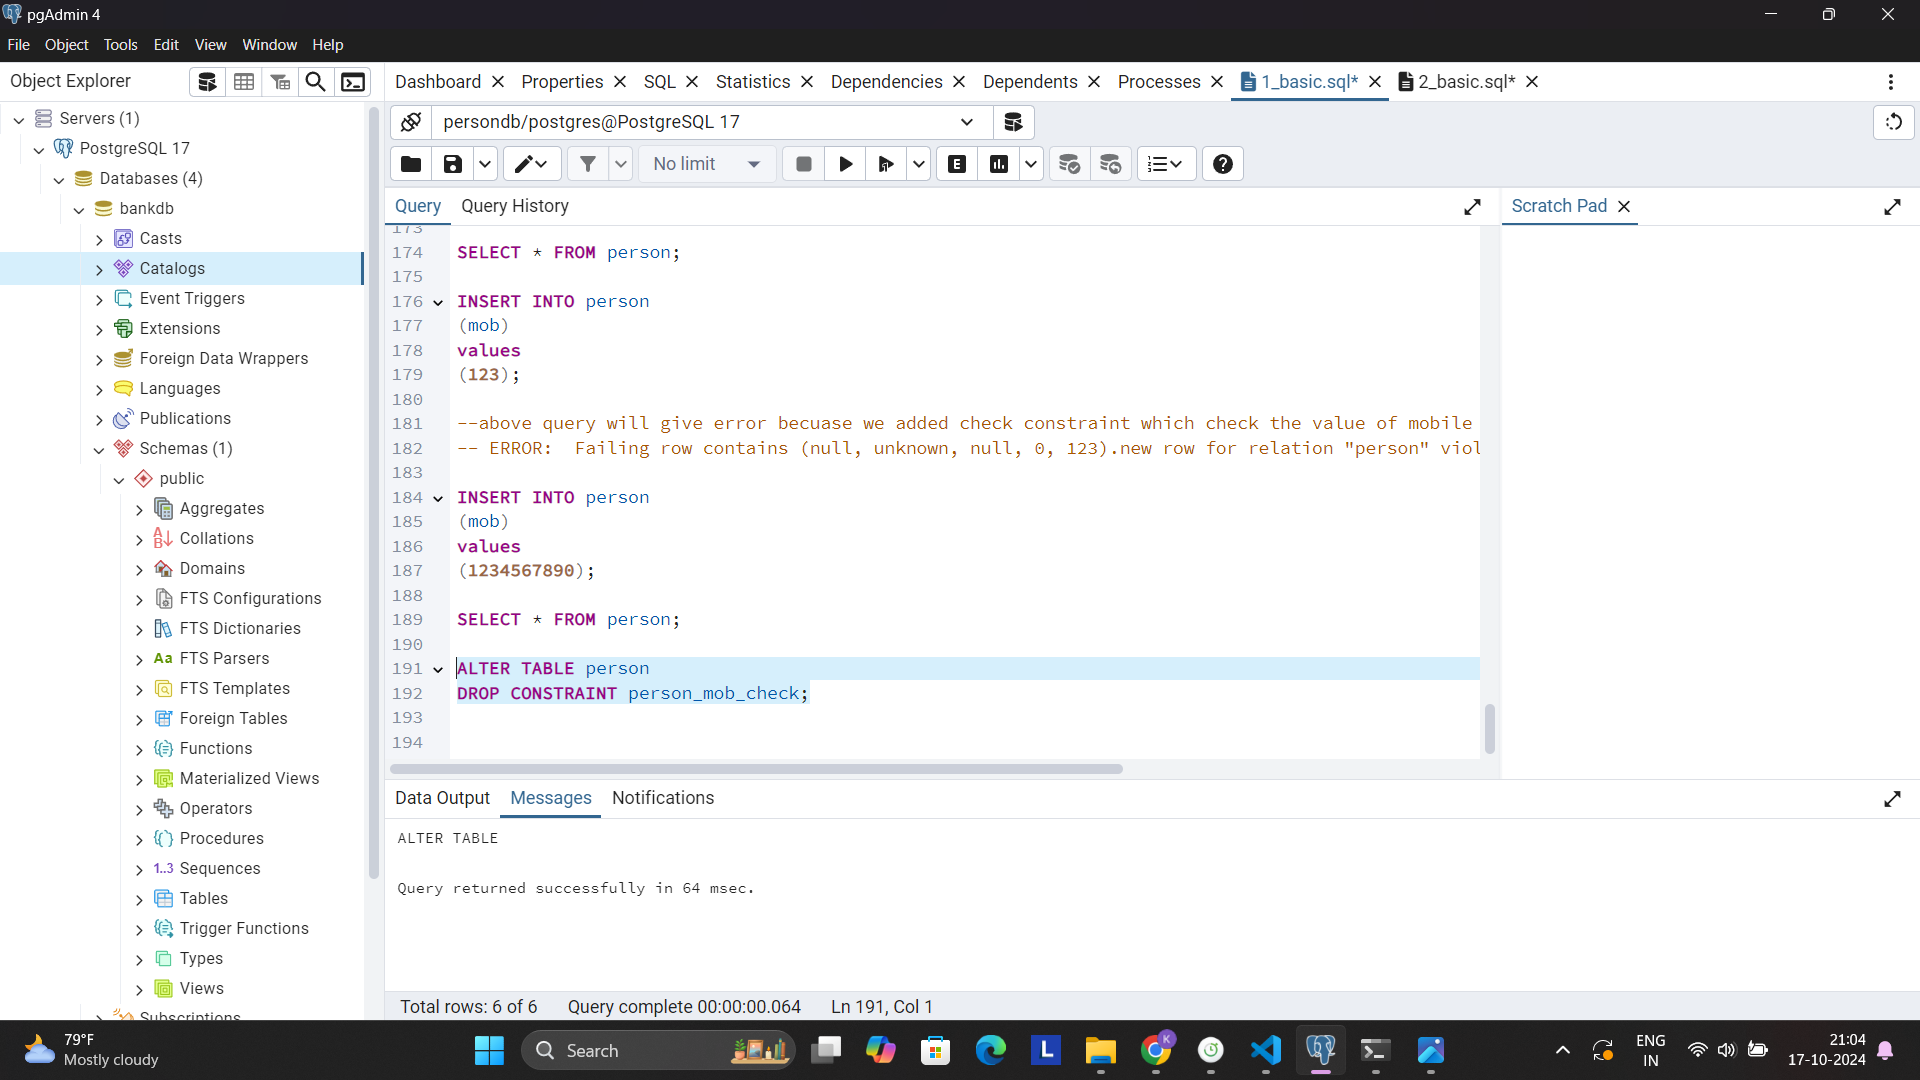 pgAdmin 4
File Object Tools Edit View Window Help
Object Explorer
Dashboard Properties SQL Statistics Dependencies Dependents Processes 1_basic.sql* 2_basic.sql*
Servers (1)
PostgreSQL 17
Databases (4)
bankdb
Casts
Catalogs
Event Triggers
Extensions
Foreign Data Wrappers
Languages
Publications
Schemas (1)
public
Aggregates
Collations
Domains
FTS Configurations
FTS Dictionaries
Aa FTS Parsers
FTS Templates
Foreign Tables
Functions
Materialized Views
Operators
Procedures
1..3 Sequences
Tables
Trigger Functions
Types
Views
Subscriptions
persondb/postgres@PostgreSQL 17
No limit
E
Query Query History
Scratch Pad
173
174 SELECT * FROM person;
175
176 INSERT INTO person
177 (mob)
178 values
179 (123);
180
181 --above query will give error becuase we added check constraint which check the value of mobile
182 -- ERROR:  Failing row contains (null, unknown, null, 0, 123).new row for relation "person" viol
183
184 INSERT INTO person
185 (mob)
186 values
187 (1234567890);
188
189 SELECT * FROM person;
190
191 ALTER TABLE person
192 DROP CONSTRAINT person_mob_check;
193
194
Data Output Messages Notifications
ALTER TABLE
Query returned successfully in 64 msec.
Total rows: 6 of 6 Query complete 00:00:00.064 Ln 191, Col 1
79°F
Mostly cloudy
Search
L
K
ENG
IN
21:04
17-10-2024